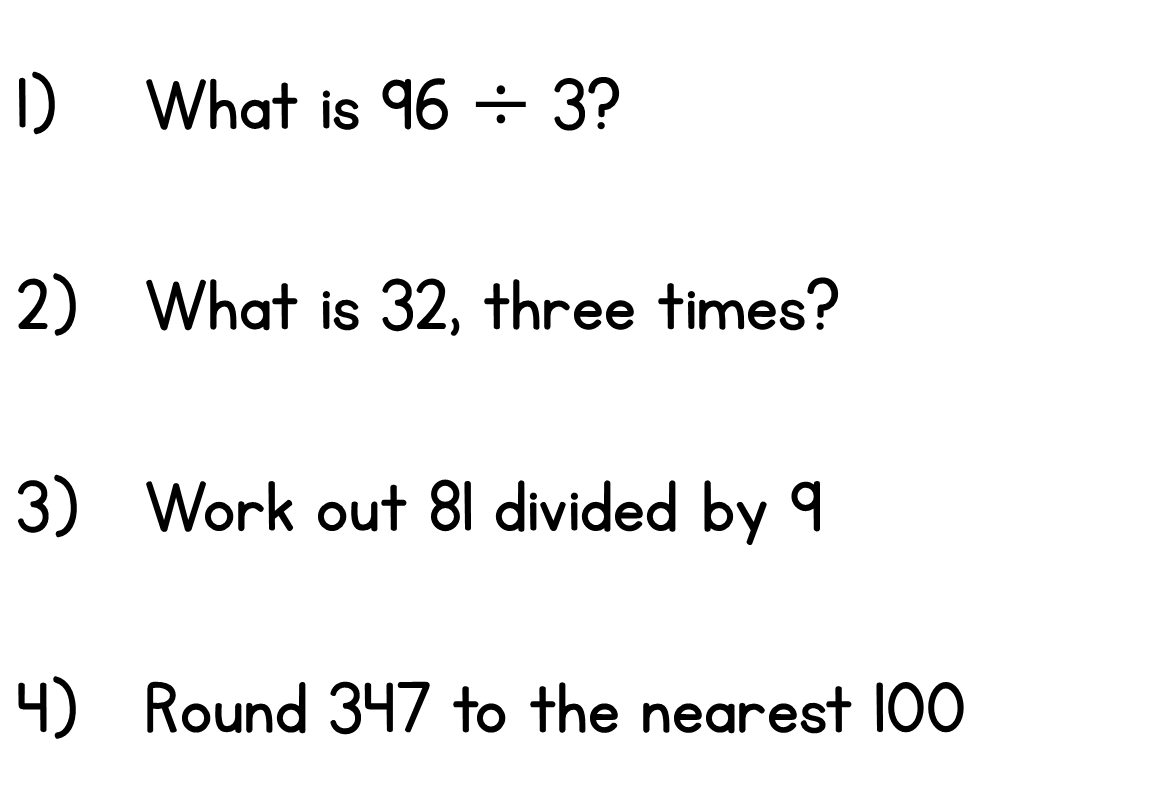 1) What is 96 ÷ 3?
2) What is 32, three times?
3) Work out 81 divided by 9
4) Round 347 to the nearest 100